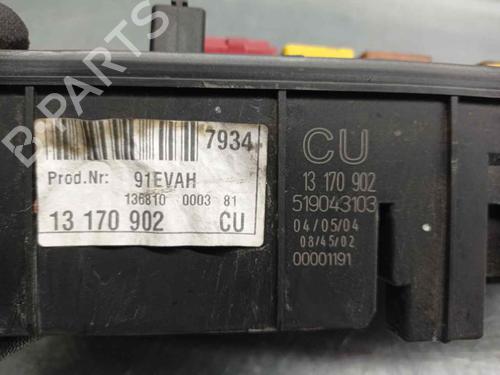 7934
Prod.Nr: 91EVAH
136810 0003 81
13 170 902 CU
CU
13 170 902
519043103
04/05/04
08/45/02
00001191
B-PARTS